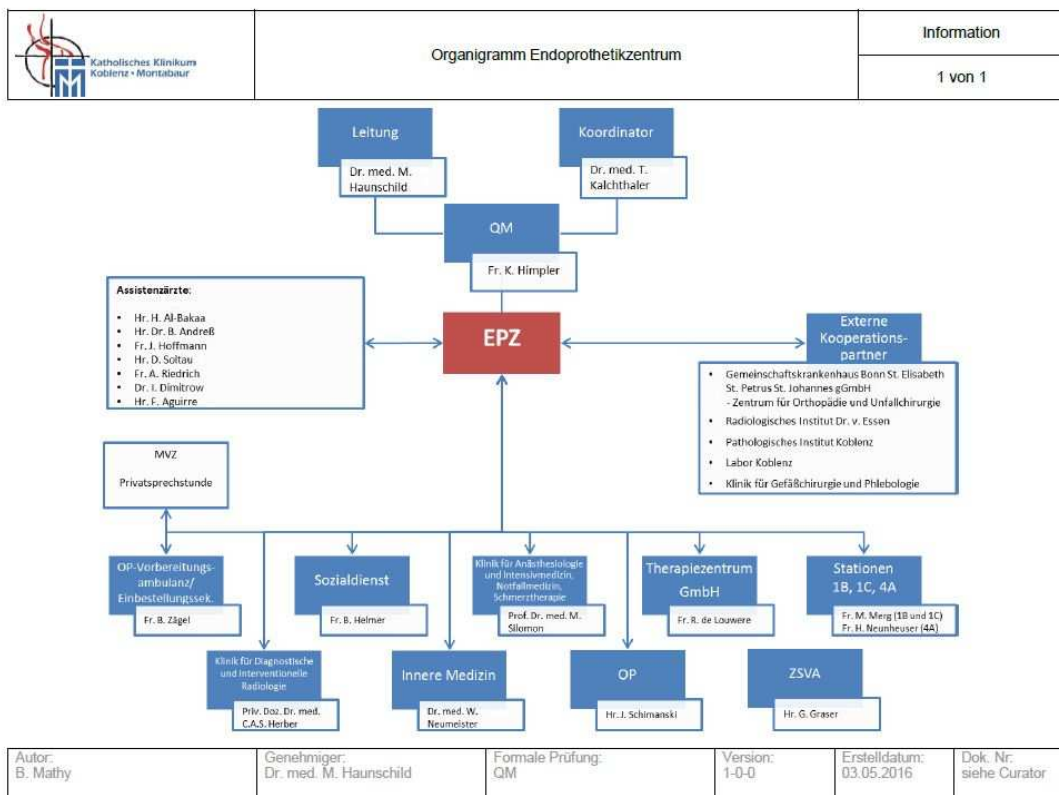 Katholisches Klinikum
Koblenz • Montabaur
Organigramm Endoprothetikzentrum
Information
1 von 1
Leitung
Dr. med. M.
Haunschild
Koordinator
Dr. med. T.
Kalchthaler
QM
Fr. K. Himpler
Assistenzärzte:
• Hr. H. Al-Bakaa
• Hr. Dr. B. Andreß
• Fr. J. Hoffmann
• Hr. D. Soltau
• Fr. A. Riedrich
• Dr. I. Dimitrow
• Hr. F. Aguirre
EPZ
Externe
Kooperations-
partner
• Gemeinschaftskrankenhaus Bonn St. Elisabeth
St. Petrus St. Johannes gGmbH
- Zentrum für Orthopädie und Unfallchirurgie
• Radiologisches Institut Dr. v. Essen
• Pathologisches Institut Koblenz
• Labor Koblenz
• Klinik für Gefäßchirurgie und Phlebologie
MVZ
Privatsprechstunde
OP-Vorbereitungs-
ambulanz/
Einbestellungssek.
Fr. B. Zägel
Sozialdienst
Fr. B. Helmer
Klinik für Anästhesiologie
und Intensivmedizin,
Notfallmedizin,
Schmerztherapie
Prof. Dr. med. M.
Silomon
Therapiezentrum
GmbH
Fr. R. de Louwere
Stationen
1B, 1C, 4A
Fr. M. Merg (1B und 1C)
Fr. H. Neunheuser (4A)
Klinik für Diagnostische
und Interventionelle
Radiologie
Priv. Doz. Dr. med.
C.A.S. Herber
Innere Medizin
Dr. med. W.
Neumeister
OP
Hr. J. Schimanski
ZSVA
Hr. G. Graser
Autor:
B. Mathy
Genehmiger:
Dr. med. M. Haunschild
Formale Prüfung:
QM
Version:
1-0-0
Erstelldatum:
03.05.2016
Dok. Nr:
siehe Curator